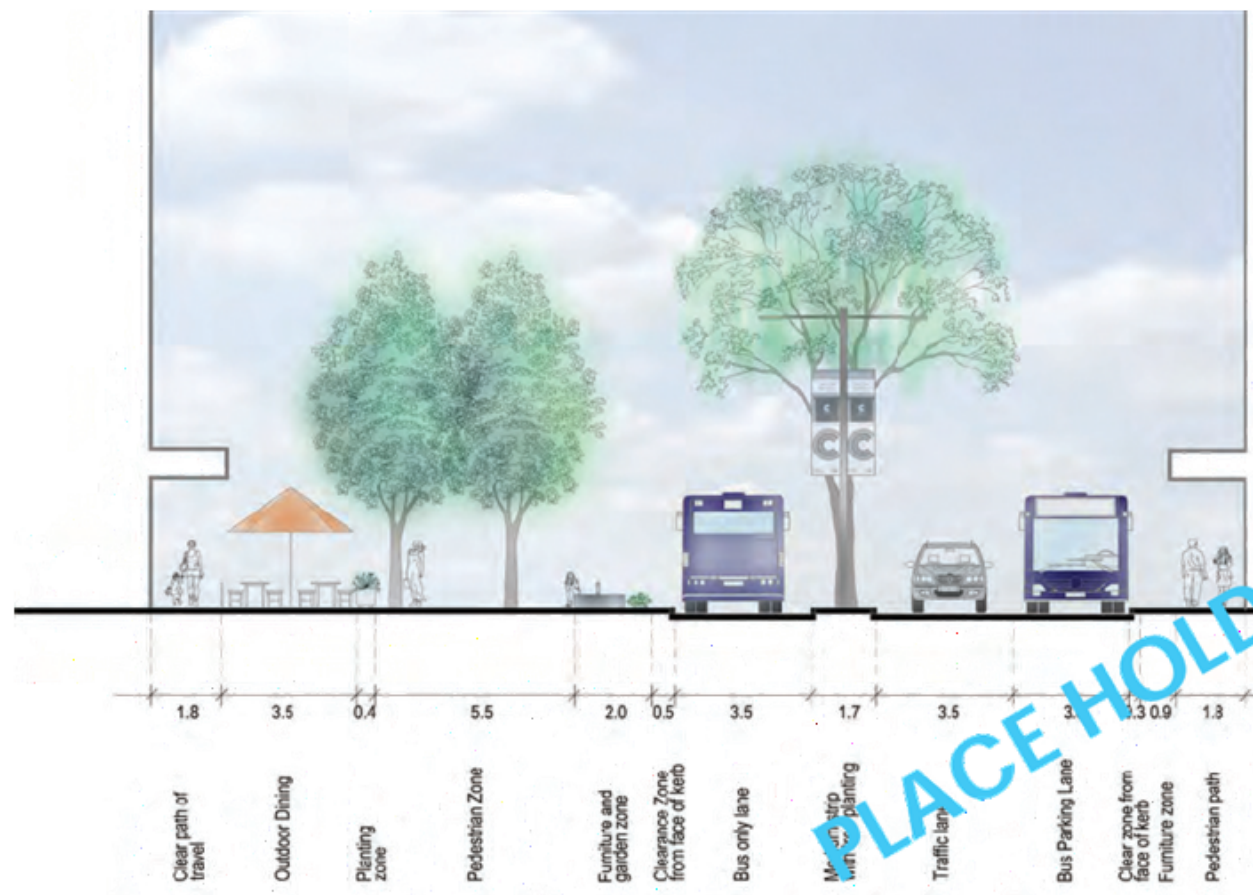 C C
1.8 3.5 0.4 5.5 2.0 0.5 3.5 1.7 3.5 0.9 1.8
Clear path of
travel
Outdoor Dining
Planting
zone
Pedestrian Zone
Furniture and
garden zone
Clearance Zone
from face of kerb
Bus only lane
strip
planting
Traffic lane
Bus Parking Lane
Clear zone from
face of kerb
Furniture zone
Pedestrian path
PLACE HOLD